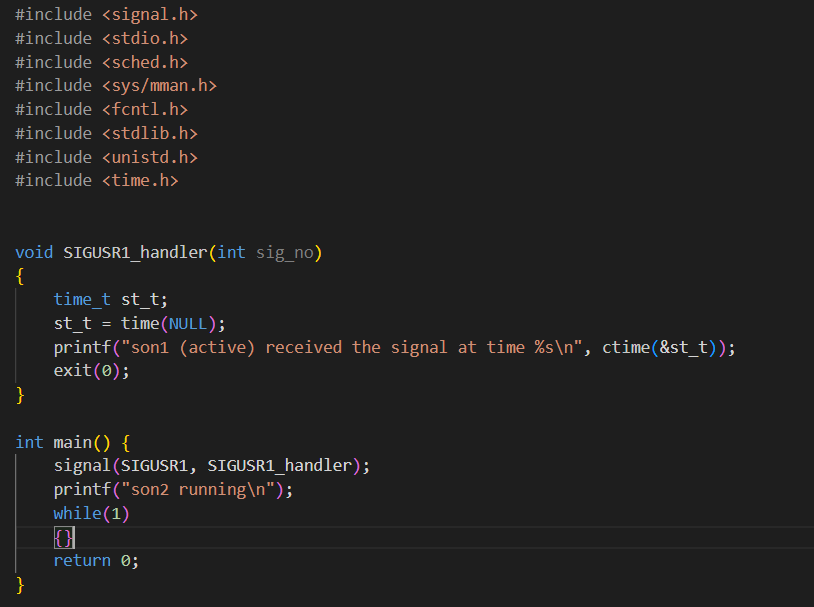 #include <signal.h>
#include <stdio.h>
#include <sched.h>
#include <sys/mman.h>
#include <fcntl.h>
#include <stdlib.h>
#include <unistd.h>
#include <time.h>
void SIGUSR1_handler(int sig_no)
{
    time_t st_t;
    st_t = time(NULL);
    printf("son1 (active) received the signal at time %s\n", ctime(&st_t));
    exit(0);
}
int main() {
    signal(SIGUSR1, SIGUSR1_handler);
    printf("son2 running\n");
    while(1)
    {}
    return 0;
}